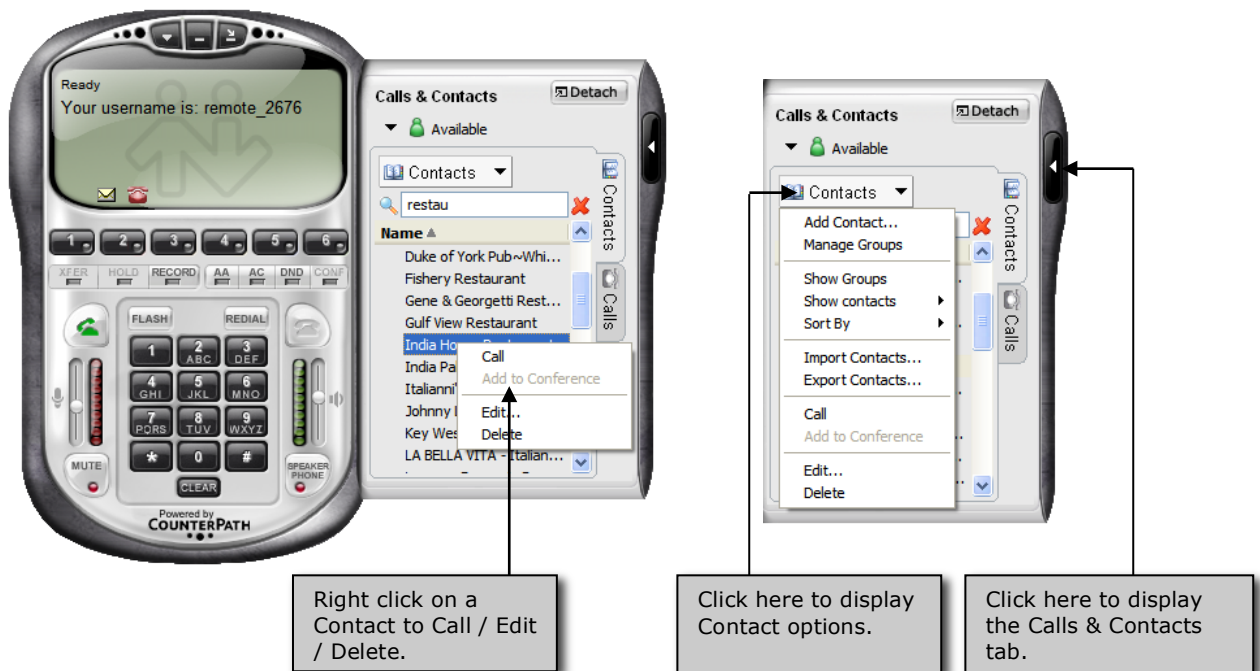 Ready
Your username is: remote_2676
1 2 3 4 5 6
XFER HOLD RECORD AA AC DND CONF
FLASH REDIAL
1 2 3
ABC DEF
4 5 6
GHI JKL MNO
7 8 9
PQRS TUV WXYZ
* 0 #
MUTE
SPEAKER
PHONE
CLEAR
Powered by
COUNTERPATH
Calls & Contacts
Detach
Available
Contacts
restau
Name
Duke of York Pub~Whi...
Fishery Restaurant
Gene & Georgetti Rest...
Gulf View Restaurant
India
India
Italianni'
Johnny
Key
LA BELLA VITA - Italian...
Call
Add to Conference
Edit...
Delete
Contacts
Calls
Calls & Contacts
Detach
Available
Contacts
Add Contact...
Manage Groups
Show Groups
Show contacts
Sort By
Import Contacts...
Export Contacts...
Call
Add to Conference
Edit...
Delete
Contacts
Calls
Right click on a
Contact to Call / Edit
/ Delete.
Click here to display
Contact options.
Click here to display
the Calls & Contacts
tab.